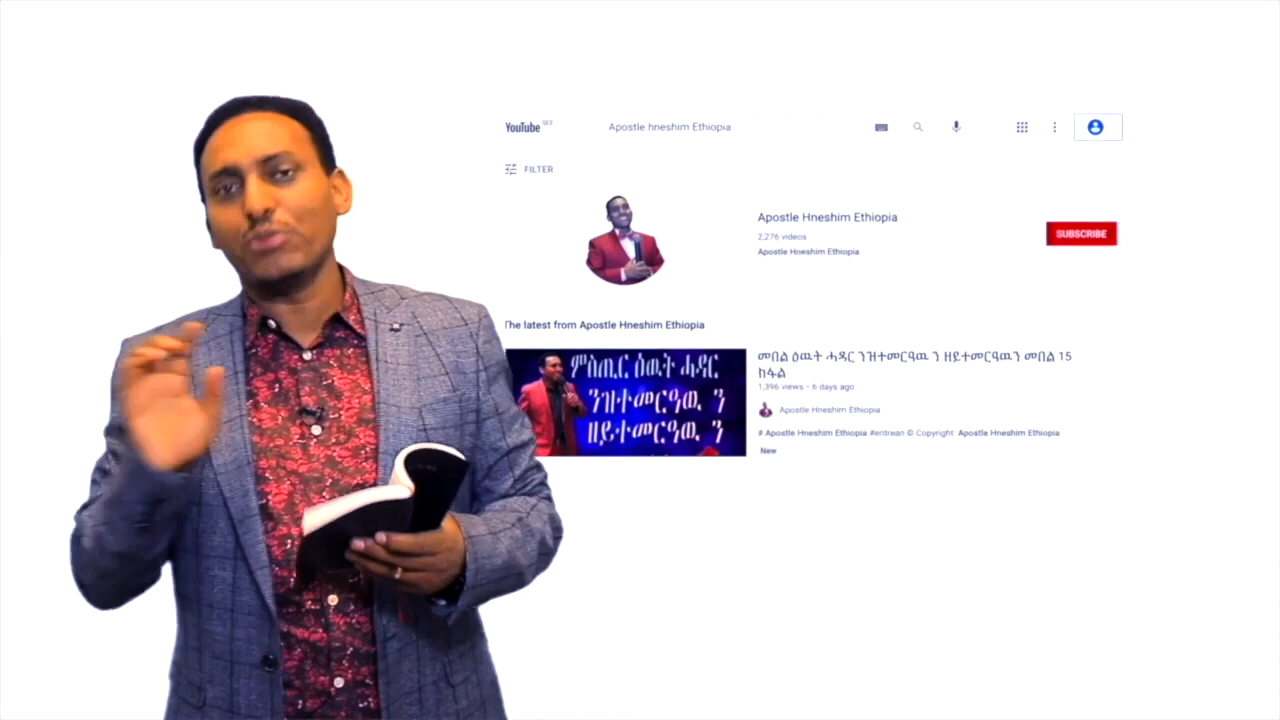 YouTube SE
Apostle hneshim Ethiopia
FILTER
Apostle Hneshim Ethiopia
2,276 videos
Apostle Hneshim Ethiopia
SUBSCRIBE
The latest from Apostle Hneshim Ethiopia
ምስጢር ዕዉት ሓዳር
ንዝተመርዓዉ ን
ዘይተመርዓዉ ን
መበል ዕዉት ሓዳር ንዝተመርዓዉ ን ዘይተመርዓዉን መበል 15
ክፋል
1,396 views • 6 days ago
Apostle Hneshim Ethiopia
# Apostle Hneshim Ethiopia #eritrean © Copyright Apostle Hneshim Ethiopia
New